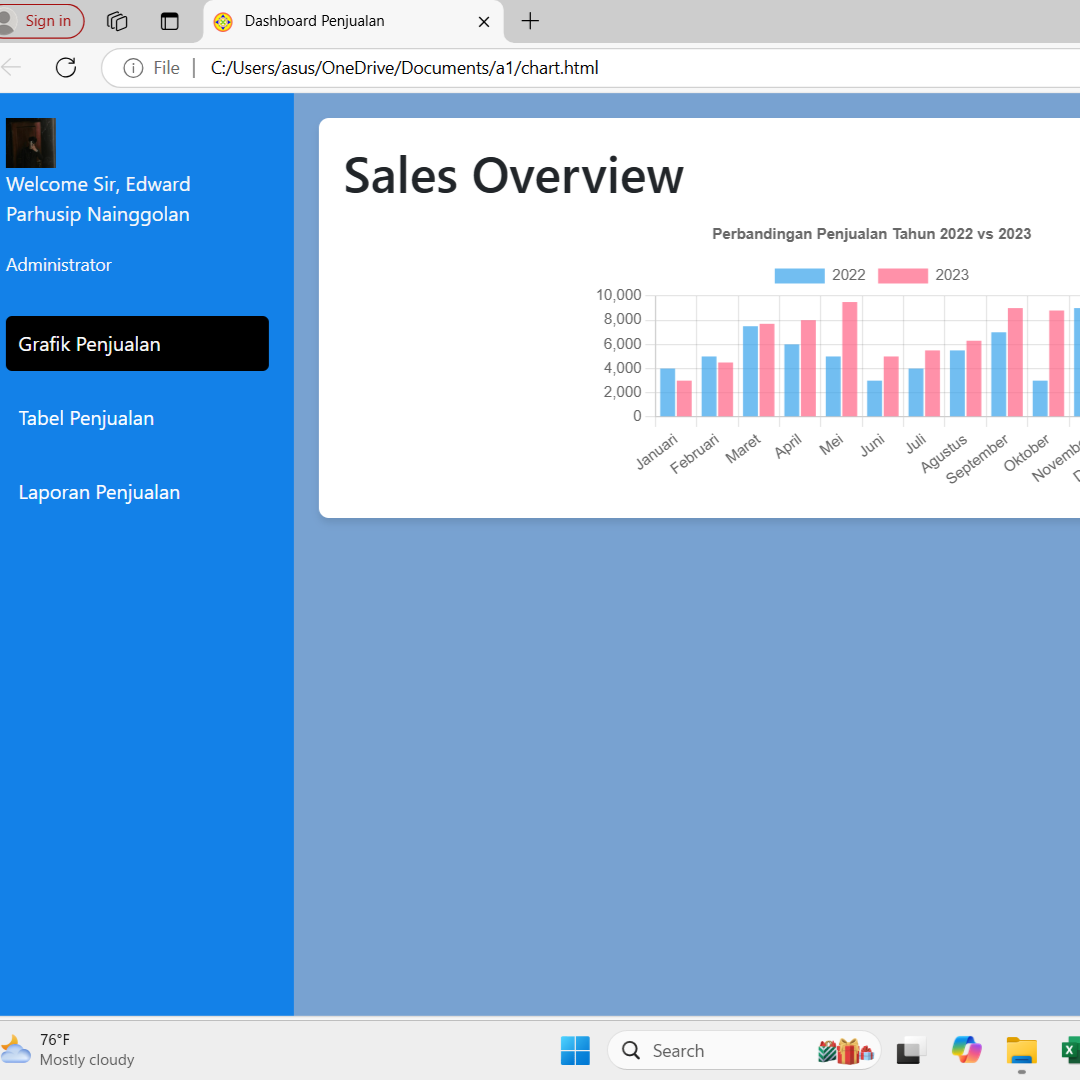 Sign in
Dashboard Penjualan
File
C:/Users/asus/OneDrive/Documents/a1/chart.html
Welcome Sir, Edward
Parhusip Nainggolan
Administrator
Grafik Penjualan
Tabel Penjualan
Laporan Penjualan
Sales Overview
Perbandingan Penjualan Tahun 2022 vs 2023
2022 2023
10,000
8,000
6,000
4,000
2,000
0
Januari Februari Maret April Mei Juni Juli Agustus September Oktober
76°F
Mostly cloudy
Search